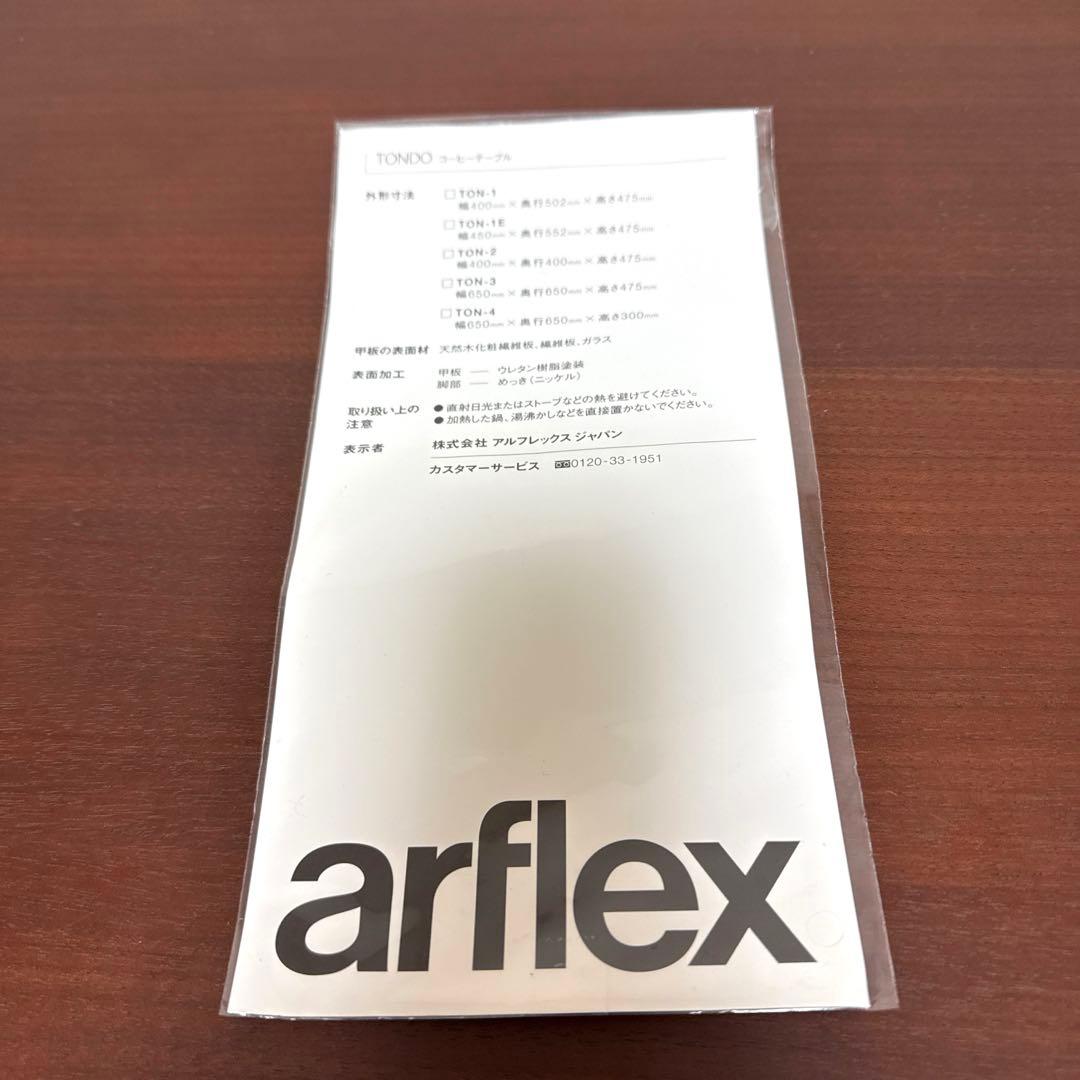 TONDO コーヒーテーブル
外形寸法 □TON-1
幅400mm × 奥行502mm × 高さ475mm
□TON-1E
幅450mm × 奥行552mm × 高さ475mm
□TON-2
幅400mm × 奥行400mm × 高さ475mm
□TON-3
幅650mm × 奥行650mm × 高さ475mm
□TON-4
幅650mm × 奥行650mm × 高さ300mm
甲板の表面材 天然木化粧繊維板、繊維板、ガラス
表面加工 甲板 ― ウレタン樹脂塗装
脚部 ― めっき(ニッケル)
取り扱い上の ●直射日光またはストーブなどの熱を避けてください。
注意 ●加熱した鍋、湯沸かしなどを直接置かないでください。
表示者 株式会社 アルフレックス ジャパン
カスタマーサービス 0120-33-1951
arflex